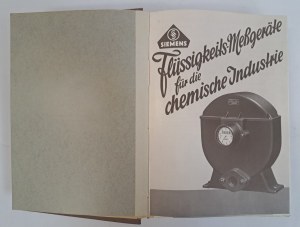 SIEMENS
Flüssigkeits-Meßgeräte
für die
chemische Industrie